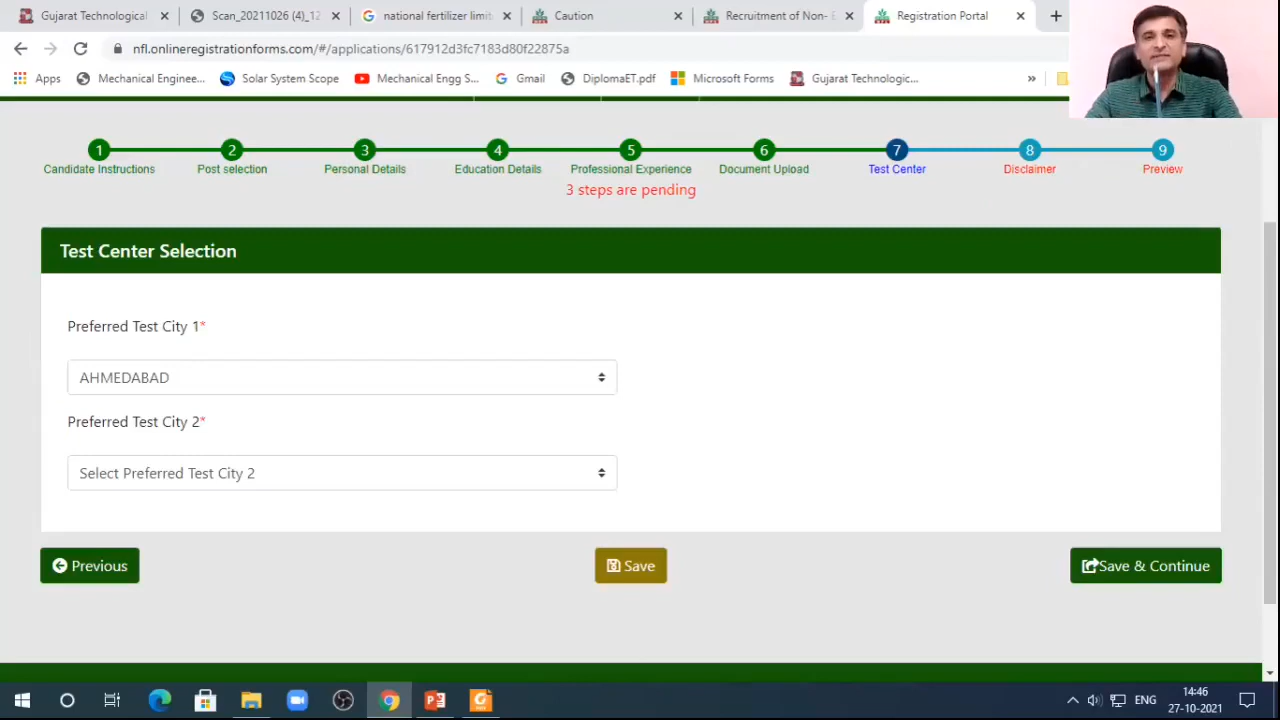 Gujarat Technological
Scan_20211026 (4)_12
national fertilizer limit
Caution
Recruitment of Non- E
Registration Portal
nfl.onlineregistrationforms.com/#/applications/617912d3fc7183d80f22875a
Apps
Mechanical Enginee...
Solar System Scope
Mechanical Engg S...
Gmail
DiplomaET.pdf
Microsoft Forms
Gujarat Technologic...
»
1 2 3 4 5 6 7 8 9
Candidate Instructions Post selection Personal Details Education Details Professional Experience Document Upload Test Center Disclaimer Preview
3 steps are pending
Test Center Selection
Preferred Test City 1*
AHMEDABAD
Preferred Test City 2*
Select Preferred Test City 2
Previous
Save
Save & Continue
ENG
14:46
27-10-2021